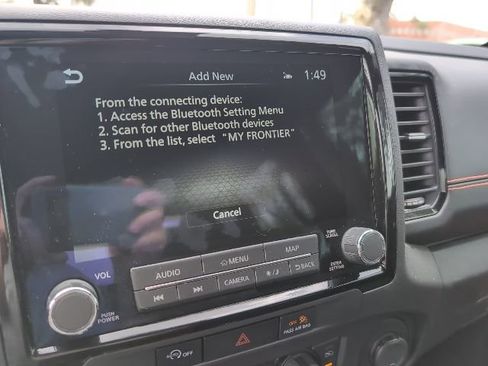 Add New 1:49
From the connecting device:
1. Access the Bluetooth Setting Menu
2. Scan for other Bluetooth devices
3. From the list, select "MY FRONTIER"
Cancel
TUNE
SCROLL
AUDIO MENU MAP
VOL
ENTER
SETTING
CAMERA BACK
PUSH
POWER
OFF
PASS AIR BAG